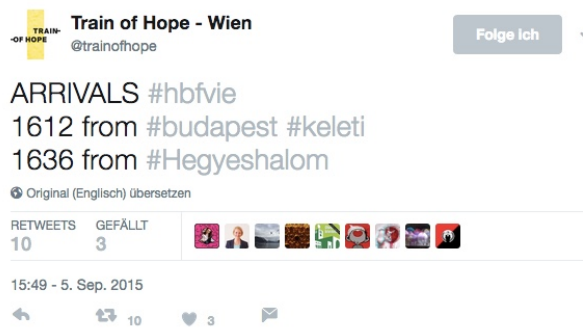 TRAIN-
-OF HOPE
Train of Hope - Wien
@trainofhope
Folge ich
ARRIVALS #hbfvie
1612 from #budapest #keleti
1636 from #Hegyeshalom
Original (Englisch) übersetzen
RETWEETS GEFÄLLT
10 3
15:49 - 5. Sep. 2015
10 3